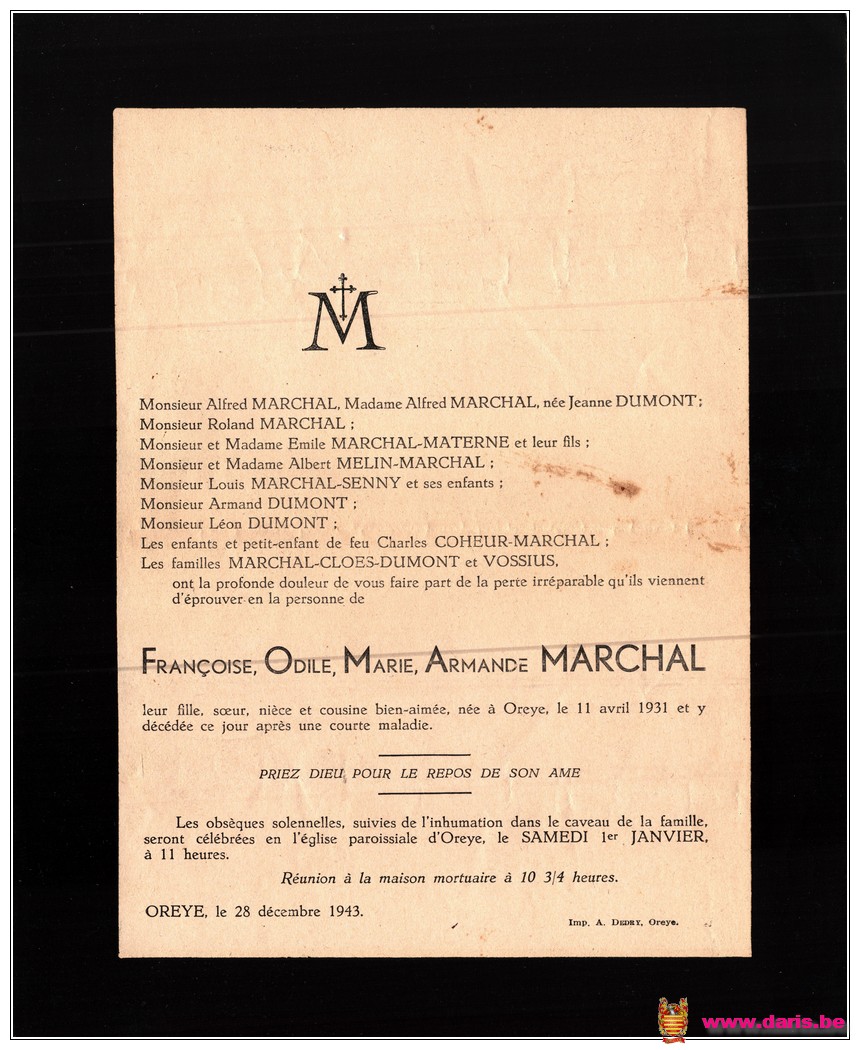 M
Monsieur Alfred MARCHAL, Madame Alfred MARCHAL, née Jeanne DUMONT;
Monsieur Roland MARCHAL ;
Monsieur et Madame Emile MARCHAL-MATERNE et leur fils ;
Monsieur et Madame Albert MELIN-MARCHAL ;
Monsieur Louis MARCHAL-SENNY et ses enfants ;
Monsieur Armand DUMONT ;
Monsieur Léon DUMONT ;
Les enfants et petit-enfant de feu Charles COHEUR-MARCHAL ;
Les familles MARCHAL-CLOES-DUMONT et VOSSIUS,
ont la profonde douleur de vous faire part de la perte irréparable qu'ils viennent
d'éprouver en la personne de
FRANÇOISE, ODILE, MARIE, ARMANDE MARCHAL
leur fille, sœur, nièce et cousine bien-aimée, née à Oreye, le 11 avril 1931 et y
décédée ce jour après une courte maladie.
PRIEZ DIEU POUR LE REPOS DE SON AME
Les obsèques solennelles, suivies de l'inhumation dans le caveau de la famille,
seront célébrées en l'église paroissiale d'Oreye, le SAMEDI 1er JANVIER,
à 11 heures.
Réunion à la maison mortuaire à 10 3/4 heures.
OREYE, le 28 décembre 1943.
Imp. A. DEDRY, Oreye.
www.daris.be